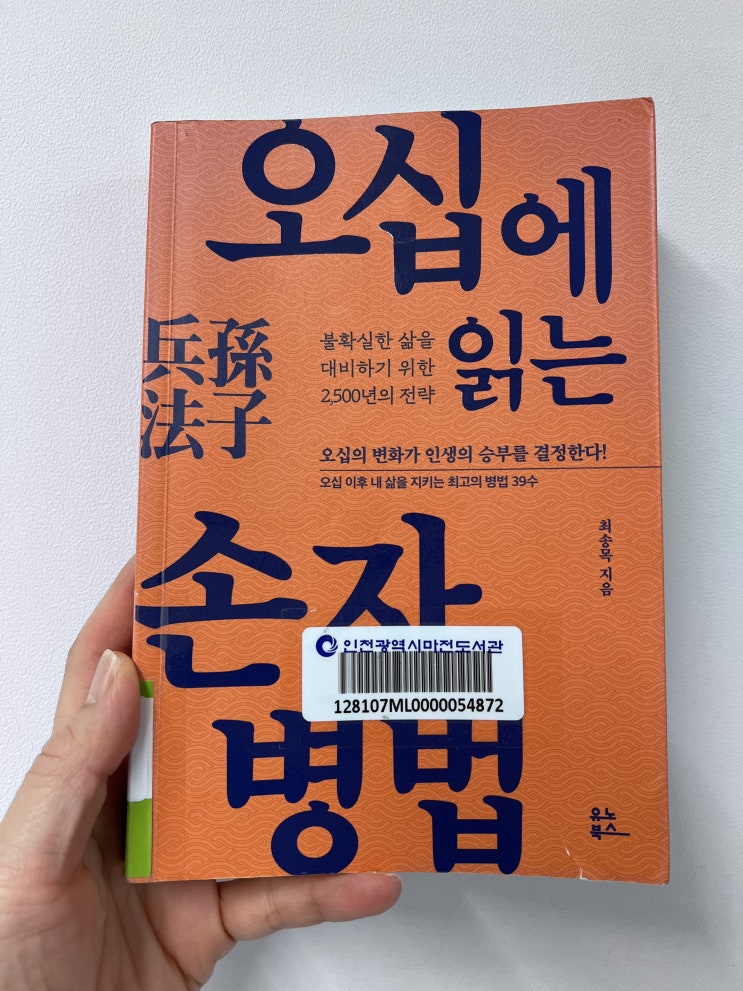 오십에
읽는
孫子
兵法
불확실한 삶을
대비하기 위한
2,500년의 전략
오십의 변화가 인생의 승부를 결정한다!
오십 이후 내 삶을 지키는 최고의 병법 39수
최송목 지음
손자
인천광역시마전도서관
128107ML0000054872
병법
유노
북스